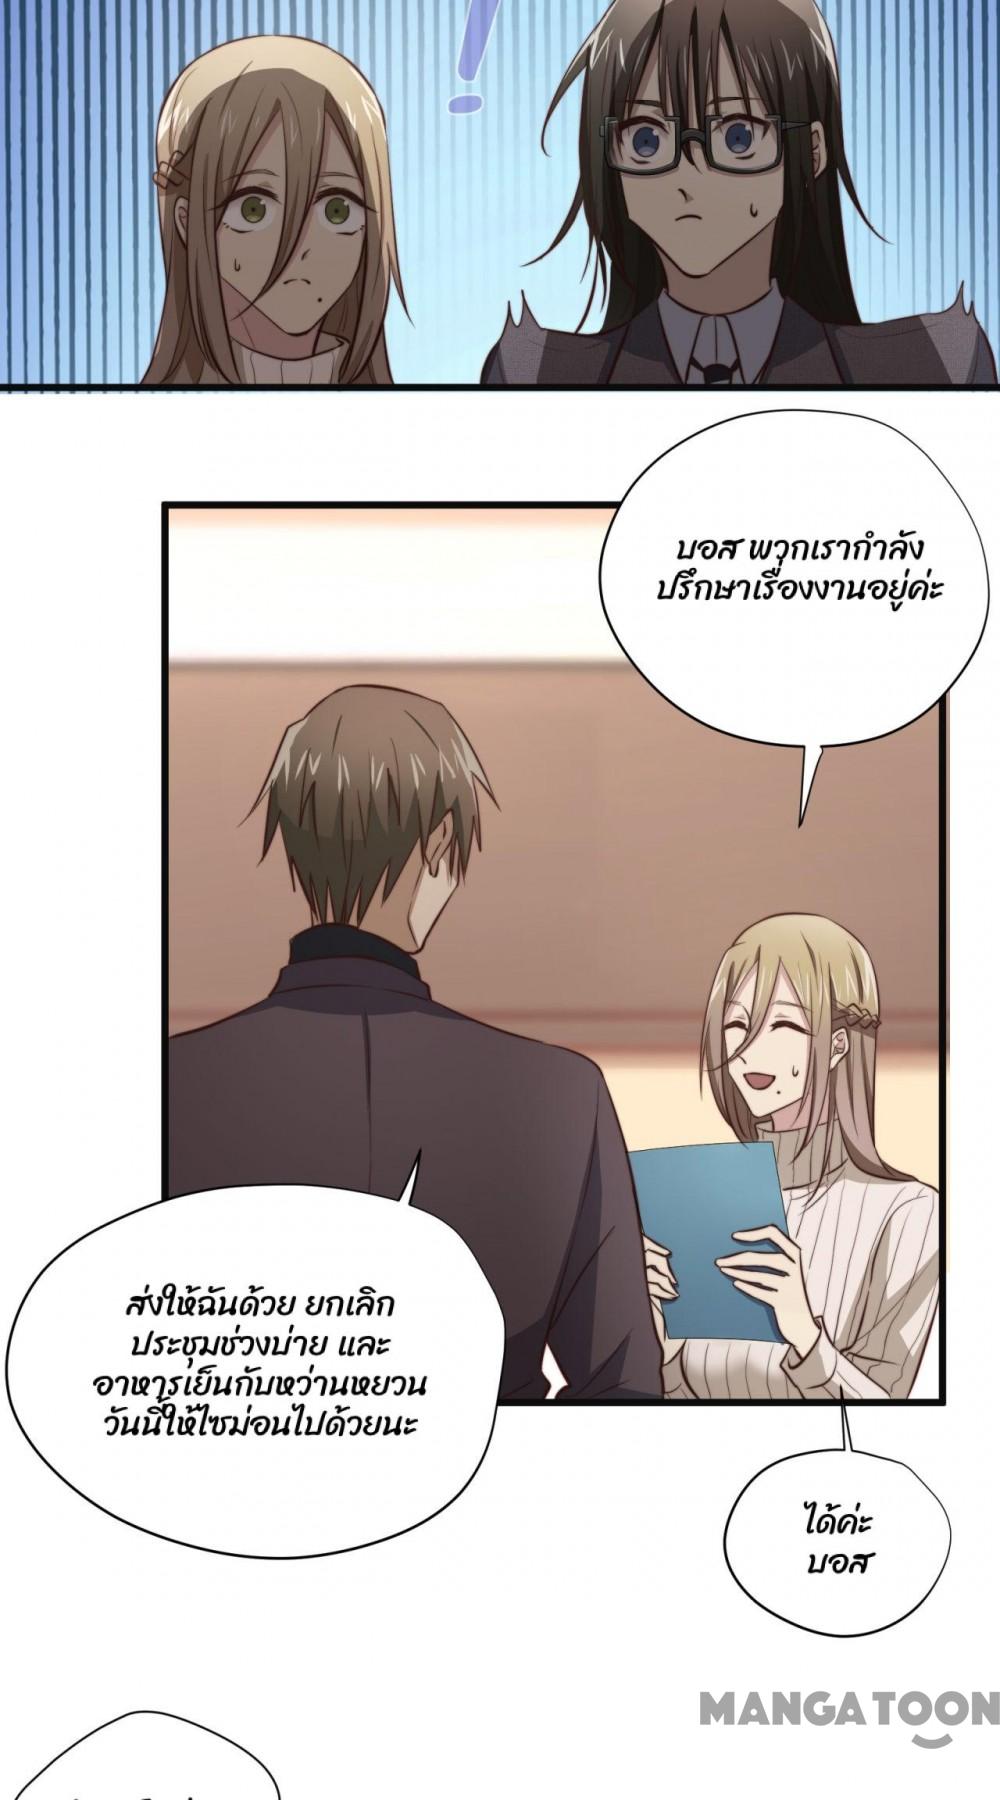 บอส พวกเรากำลัง
ปรึกษาเรื่องงานอยู่ค่ะ
ส่งให้ฉันด้วย ยกเลิก
ประชุมช่วงบ่าย และ
อาหารเย็นกับหว่านหยวน
วันนี้ให้ไซม่อนไปด้วยนะ
ได้ค่ะ
บอส
MANGATOON